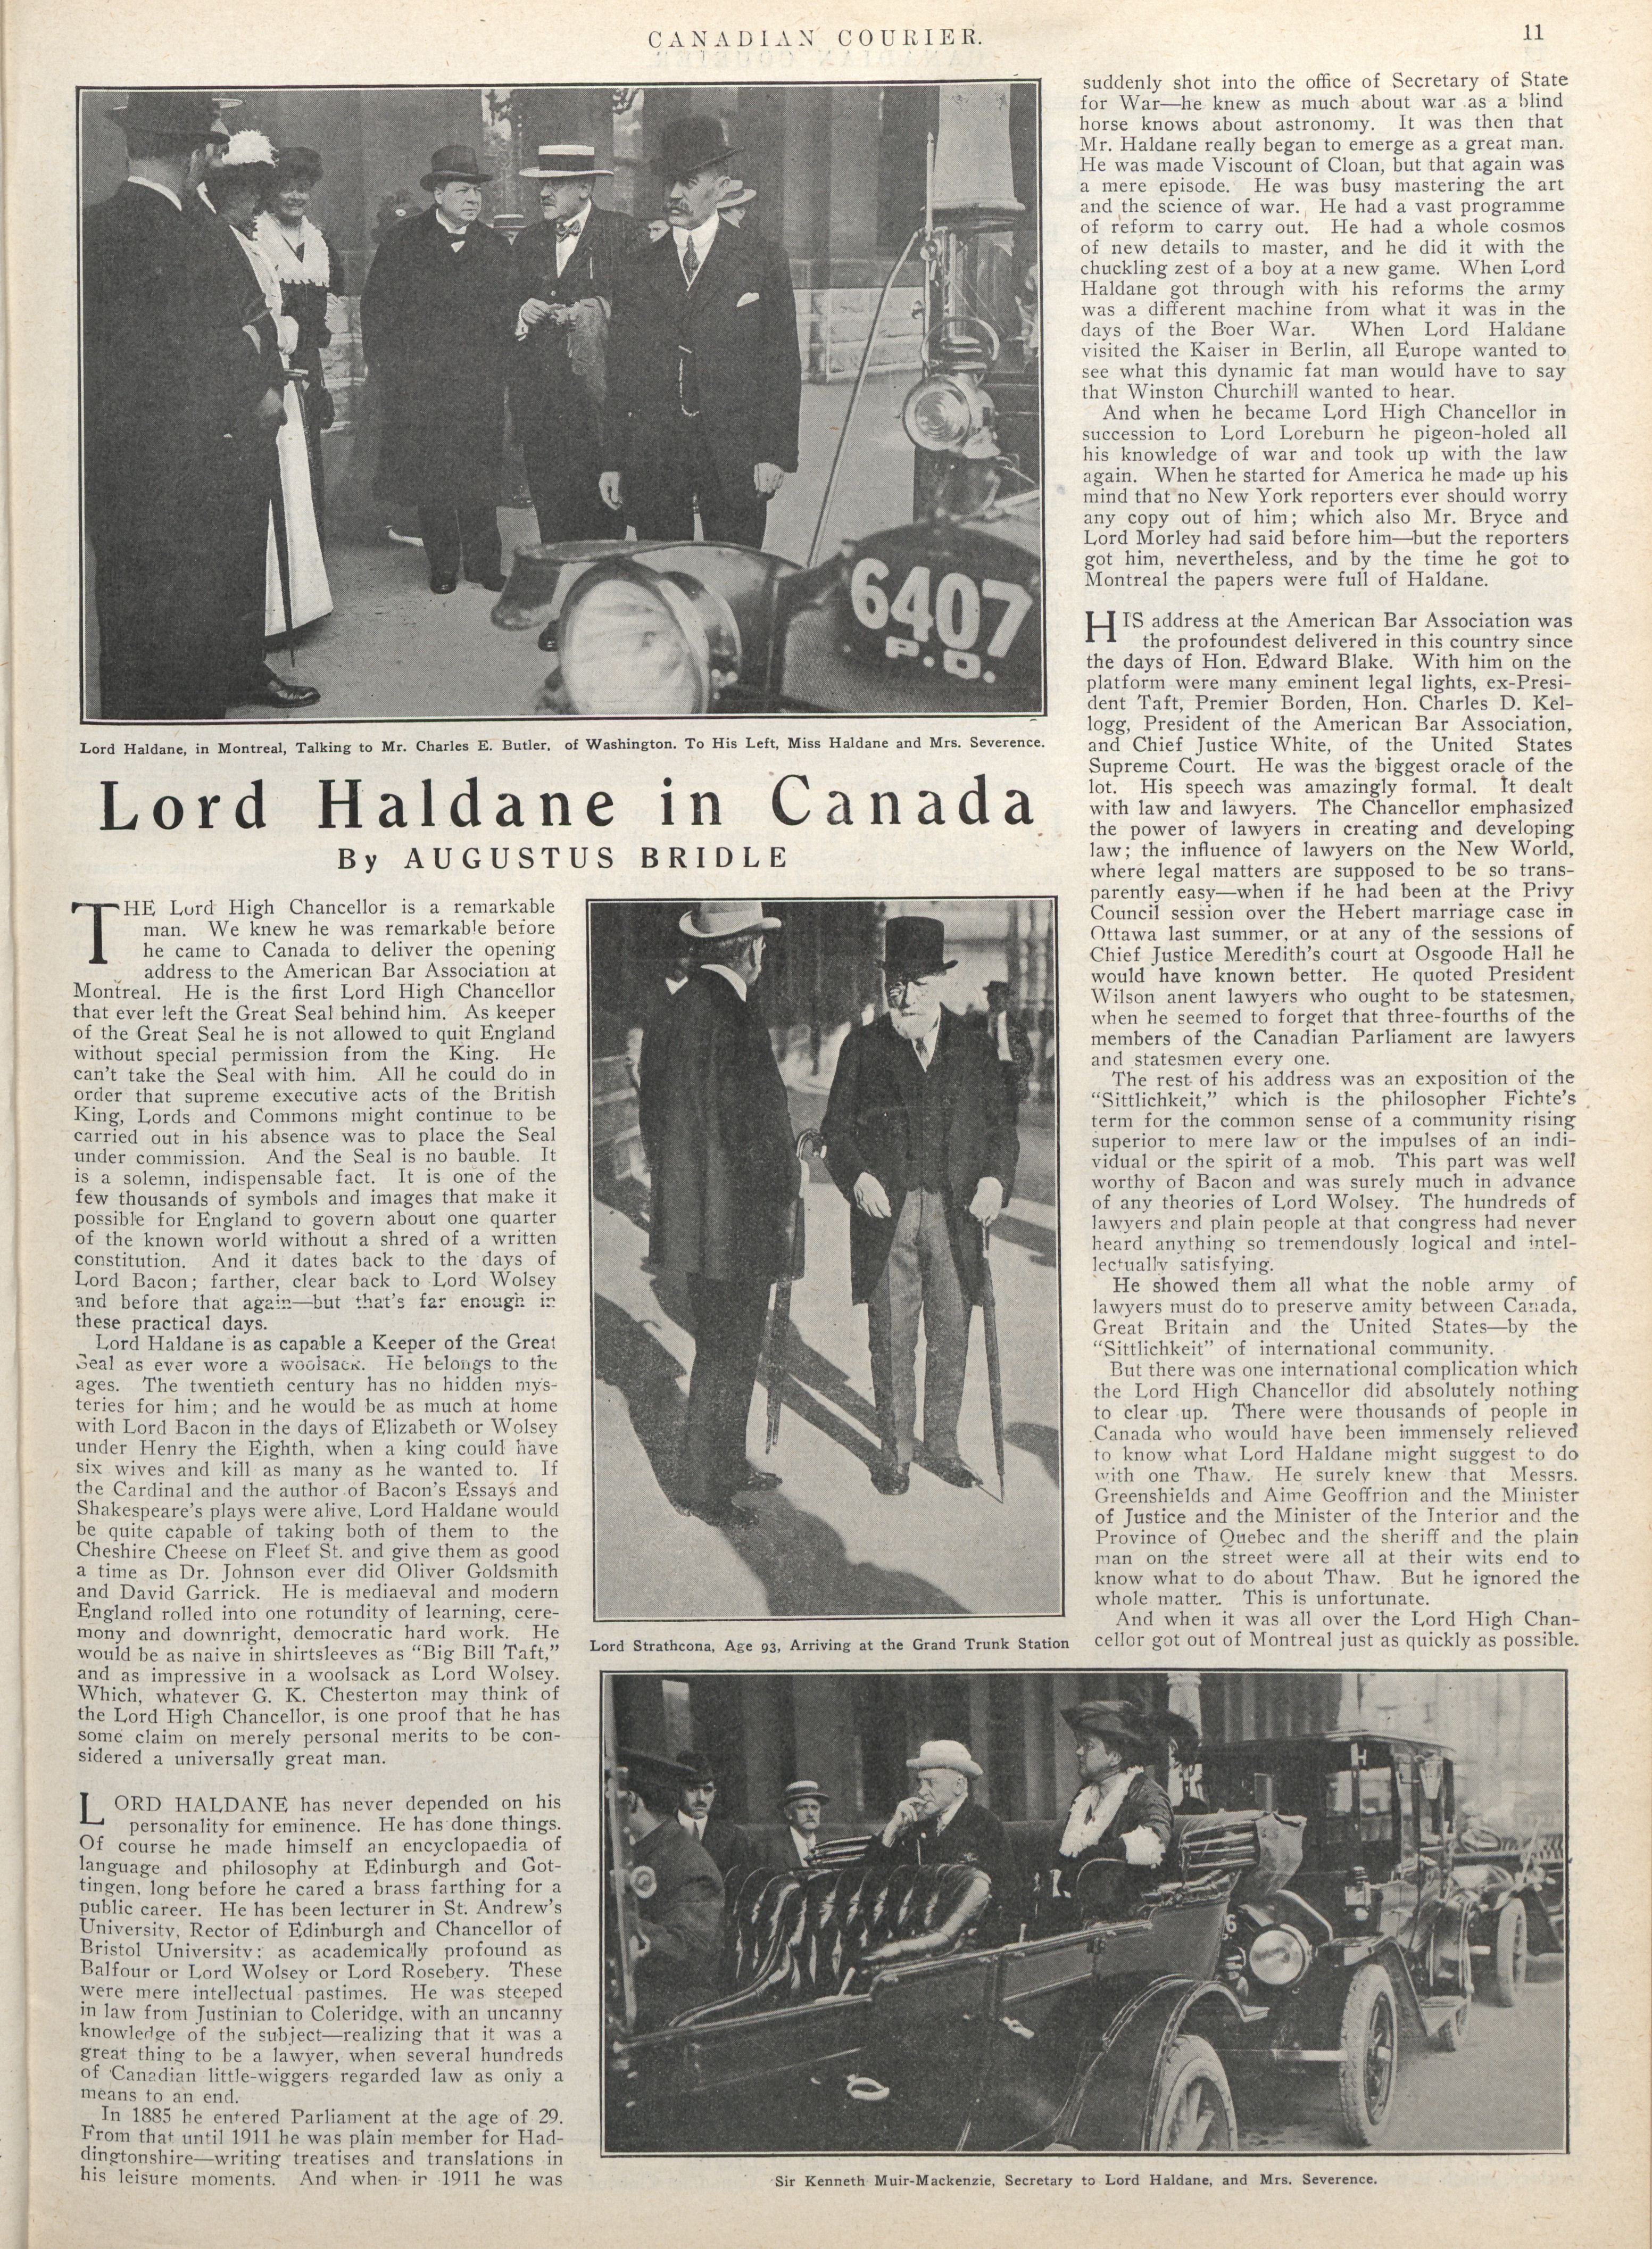 CANADIAN COURIER.
11
6407
P.Q.
Lord Haldane, in Montreal, Talking to Mr. Charles E. Butler, of Washington. To His Left, Miss Haldane and Mrs. Severence.
Lord Haldane in Canada
By AUGUSTUS BRIDLE
THE Lord High Chancellor is a remarkable
man. We knew he was remarkable before
he came to Canada to deliver the opening
address to the American Bar Association at
Montreal. He is the first Lord High Chancellor
that ever left the Great Seal behind him. As keeper
of the Great Seal he is not allowed to quit England
without special permission from the King. He
can't take the Seal with him. All he could do in
order that supreme executive acts of the British
King, Lords and Commons might continue to be
carried out in his absence was to place the Seal
under commission. And the Seal is no bauble. It
is a solemn, indispensable fact. It is one of the
few thousands of symbols and images that make it
possible for England to govern about one quarter
of the known world without a shred of a written
constitution. And it dates back to the days of
Lord Bacon; farther, clear back to Lord Wolsey
and before that again—but that's far enough in
these practical days.
Lord Haldane is as capable a Keeper of the Great
Seal as ever wore a woolsack. He belongs to the
ages. The twentieth century has no hidden mys-
teries for him; and he would be as much at home
with Lord Bacon in the days of Elizabeth or Wolsey
under Henry the Eighth, when a king could have
six wives and kill as many as he wanted to. If
the Cardinal and the author of Bacon's Essays and
Shakespeare's plays were alive, Lord Haldane would
be quite capable of taking both of them to the
Cheshire Cheese on Fleet St. and give them as good
a time as Dr. Johnson ever did Oliver Goldsmith
and David Garrick. He is mediaeval and modern
England rolled into one rotundity of learning, cere-
mony and downright, democratic hard work. He
would be as naive in shirtsleeves as “Big Bill Taft,”
and as impressive in a woolsack as Lord Wolsey.
Which, whatever G. K. Chesterton may think of
the Lord High Chancellor, is one proof that he has
some claim on merely personal merits to be con-
sidered a universally great man.
LORD HALDANE has never depended on his
personality for eminence. He has done things.
Of course he made himself an encyclopaedia of
language and philosophy at Edinburgh and Got-
tingen, long before he cared a brass farthing for a
public career. He has been lecturer in St. Andrew's
University, Rector of Edinburgh and Chancellor of
Bristol University: as academically profound as
Balfour or Lord Wolsey or Lord Rosebery. These
were mere intellectual pastimes. He was steeped
in law from Justinian to Coleridge, with an uncanny
knowledge of the subject—realizing that it was a
great thing to be a lawyer, when several hundreds
of Canadian little-wiggers regarded law as only a
means to an end.
In 1885 he entered Parliament at the age of 29.
From that until 1911 he was plain member for Had-
dingtonshire—writing treatises and translations in
his leisure moments. And when in 1911 he was
Lord Strathcona, Age 93, Arriving at the Grand Trunk Station
suddenly shot into the office of Secretary of State
for War—he knew as much about war as a blind
horse knows about astronomy. It was then that
Mr. Haldane really began to emerge as a great man.
He was made Viscount of Cloan, but that again was
a mere episode. He was busy mastering the art
and the science of war. He had a vast programme
of reform to carry out. He had a whole cosmos
of new details to master, and he did it with the
chuckling zest of a boy at a new game. When Lord
Haldane got through with his reforms the army
was a different machine from what it was in the
days of the Boer War. When Lord Haldane
visited the Kaiser in Berlin, all Europe wanted to
see what this dynamic fat man would have to say
that Winston Churchill wanted to hear.
And when he became Lord High Chancellor in
succession to Lord Loreburn he pigeon-holed all
his knowledge of war and took up with the law
again. When he started for America he made up his
mind that no New York reporters ever should worry
any copy out of him; which also Mr. Bryce and
Lord Morley had said before him—but the reporters
got him, nevertheless, and by the time he got to
Montreal the papers were full of Haldane.
HIS address at the American Bar Association was
the profoundest delivered in this country since
the days of Hon. Edward Blake. With him on the
platform were many eminent legal lights, ex-Presi-
dent Taft, Premier Borden, Hon. Charles D. Kel-
logg, President of the American Bar Association,
and Chief Justice White, of the United States
Supreme Court. He was the biggest oracle of the
lot. His speech was amazingly formal. It dealt
with law and lawyers. The Chancellor emphasized
the power of lawyers in creating and developing
law; the influence of lawyers on the New World,
where legal matters are supposed to be so trans-
parently easy—when if he had been at the Privy
Council session over the Hebert marriage case in
Ottawa last summer, or at any of the sessions of
Chief Justice Meredith's court at Osgoode Hall he
would have known better. He quoted President
Wilson anent lawyers who ought to be statesmen,
when he seemed to forget that three-fourths of the
members of the Canadian Parliament are lawyers
and statesmen every one.
The rest of his address was an exposition of the
“Sittlichkeit,” which is the philosopher Fichte's
term for the common sense of a community rising
superior to mere law or the impulses of an indi-
vidual or the spirit of a mob. This part was well
worthy of Bacon and was surely much in advance
of any theories of Lord Wolsey. The hundreds of
lawyers and plain people at that congress had never
heard anything so tremendously logical and intel-
lectually satisfying.
He showed them all what the noble army of
lawyers must do to preserve amity between Canada,
Great Britain and the United States—by the
“Sittlichkeit” of international community.
But there was one international complication which
the Lord High Chancellor did absolutely nothing
to clear up. There were thousands of people in
Canada who would have been immensely relieved
to know what Lord Haldane might suggest to do
with one Thaw. He surely knew that Messrs.
Greenshields and Aime Geoffrion and the Minister
of Justice and the Minister of the Interior and the
Province of Quebec and the sheriff and the plain
man on the street were all at their wits end to
know what to do about Thaw. But he ignored the
whole matter. This is unfortunate.
And when it was all over the Lord High Chan-
cellor got out of Montreal just as quickly as possible.
Sir Kenneth Muir-Mackenzie, Secretary to Lord Haldane, and Mrs. Severence.